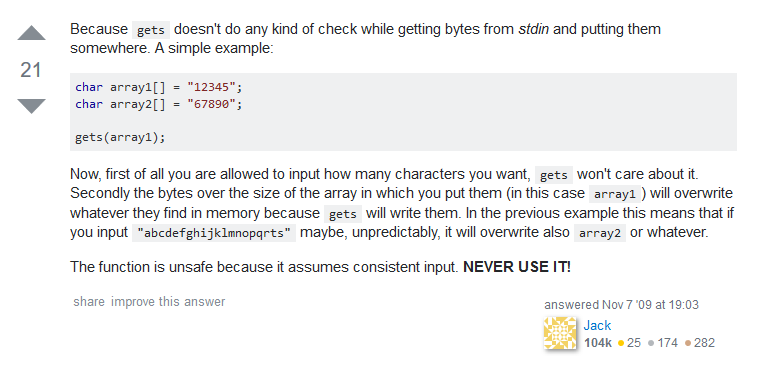 Because gets doesn't do any kind of check while getting bytes from stdin and putting them
somewhere. A simple example:
21
char array1[] = "12345";
char array2[] = "67890";
gets(array1);
Now, first of all you are allowed to input how many characters you want, gets won't care about it.
Secondly the bytes over the size of the array in which you put them (in this case array1 ) will overwrite
whatever they find in memory because gets will write them. In the previous example this means that if
you input "abcdefghijklmnopqrts" maybe, unpredictably, it will overwrite also array2 or whatever.
The function is unsafe because it assumes consistent input. NEVER USE IT!
share improve this answer
answered Nov 7 '09 at 19:03
Jack
104k 25 174 282